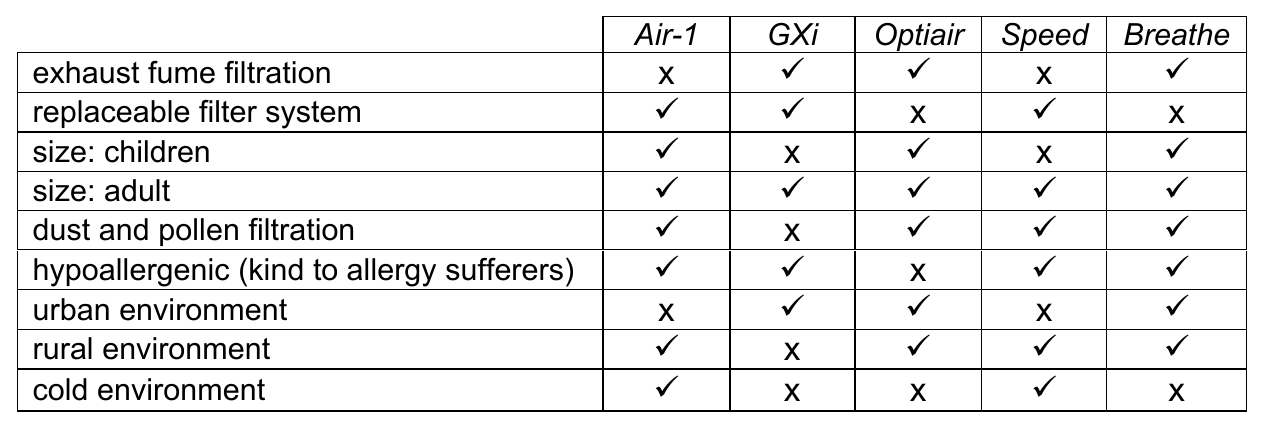 Air-1 GXi Optiair Speed Breathe
exhaust fume filtration x ✓ ✓ x ✓
replaceable filter system ✓ ✓ x ✓ x
size: children ✓ x ✓ x ✓
size: adult ✓ ✓ ✓ ✓ ✓
dust and pollen filtration ✓ x ✓ ✓ ✓
hypoallergenic (kind to allergy sufferers) ✓ ✓ x ✓ ✓
urban environment x ✓ ✓ x ✓
rural environment ✓ x ✓ ✓ ✓
cold environment ✓ x x ✓ x